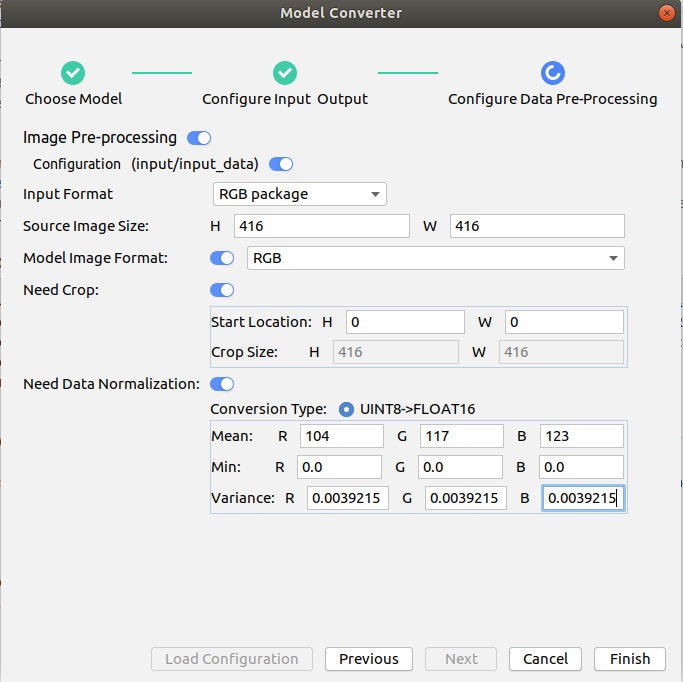 Model Converter
Choose Model Configure Input Output Configure Data Pre-Processing
Image Pre-processing
Configuration (input/input_data)
Input Format RGB package
Source Image Size: H 416 W 416
Model Image Format: RGB
Need Crop:
Start Location: H 0 W 0
Crop Size: H 416 W 416
Need Data Normalization:
Conversion Type: UINT8->FLOAT16
Mean: R 104 G 117 B 123
Min: R 0.0 G 0.0 B 0.0
Variance: R 0.0039215 G 0.0039215 B 0.0039215
Load Configuration Previous Next Cancel Finish